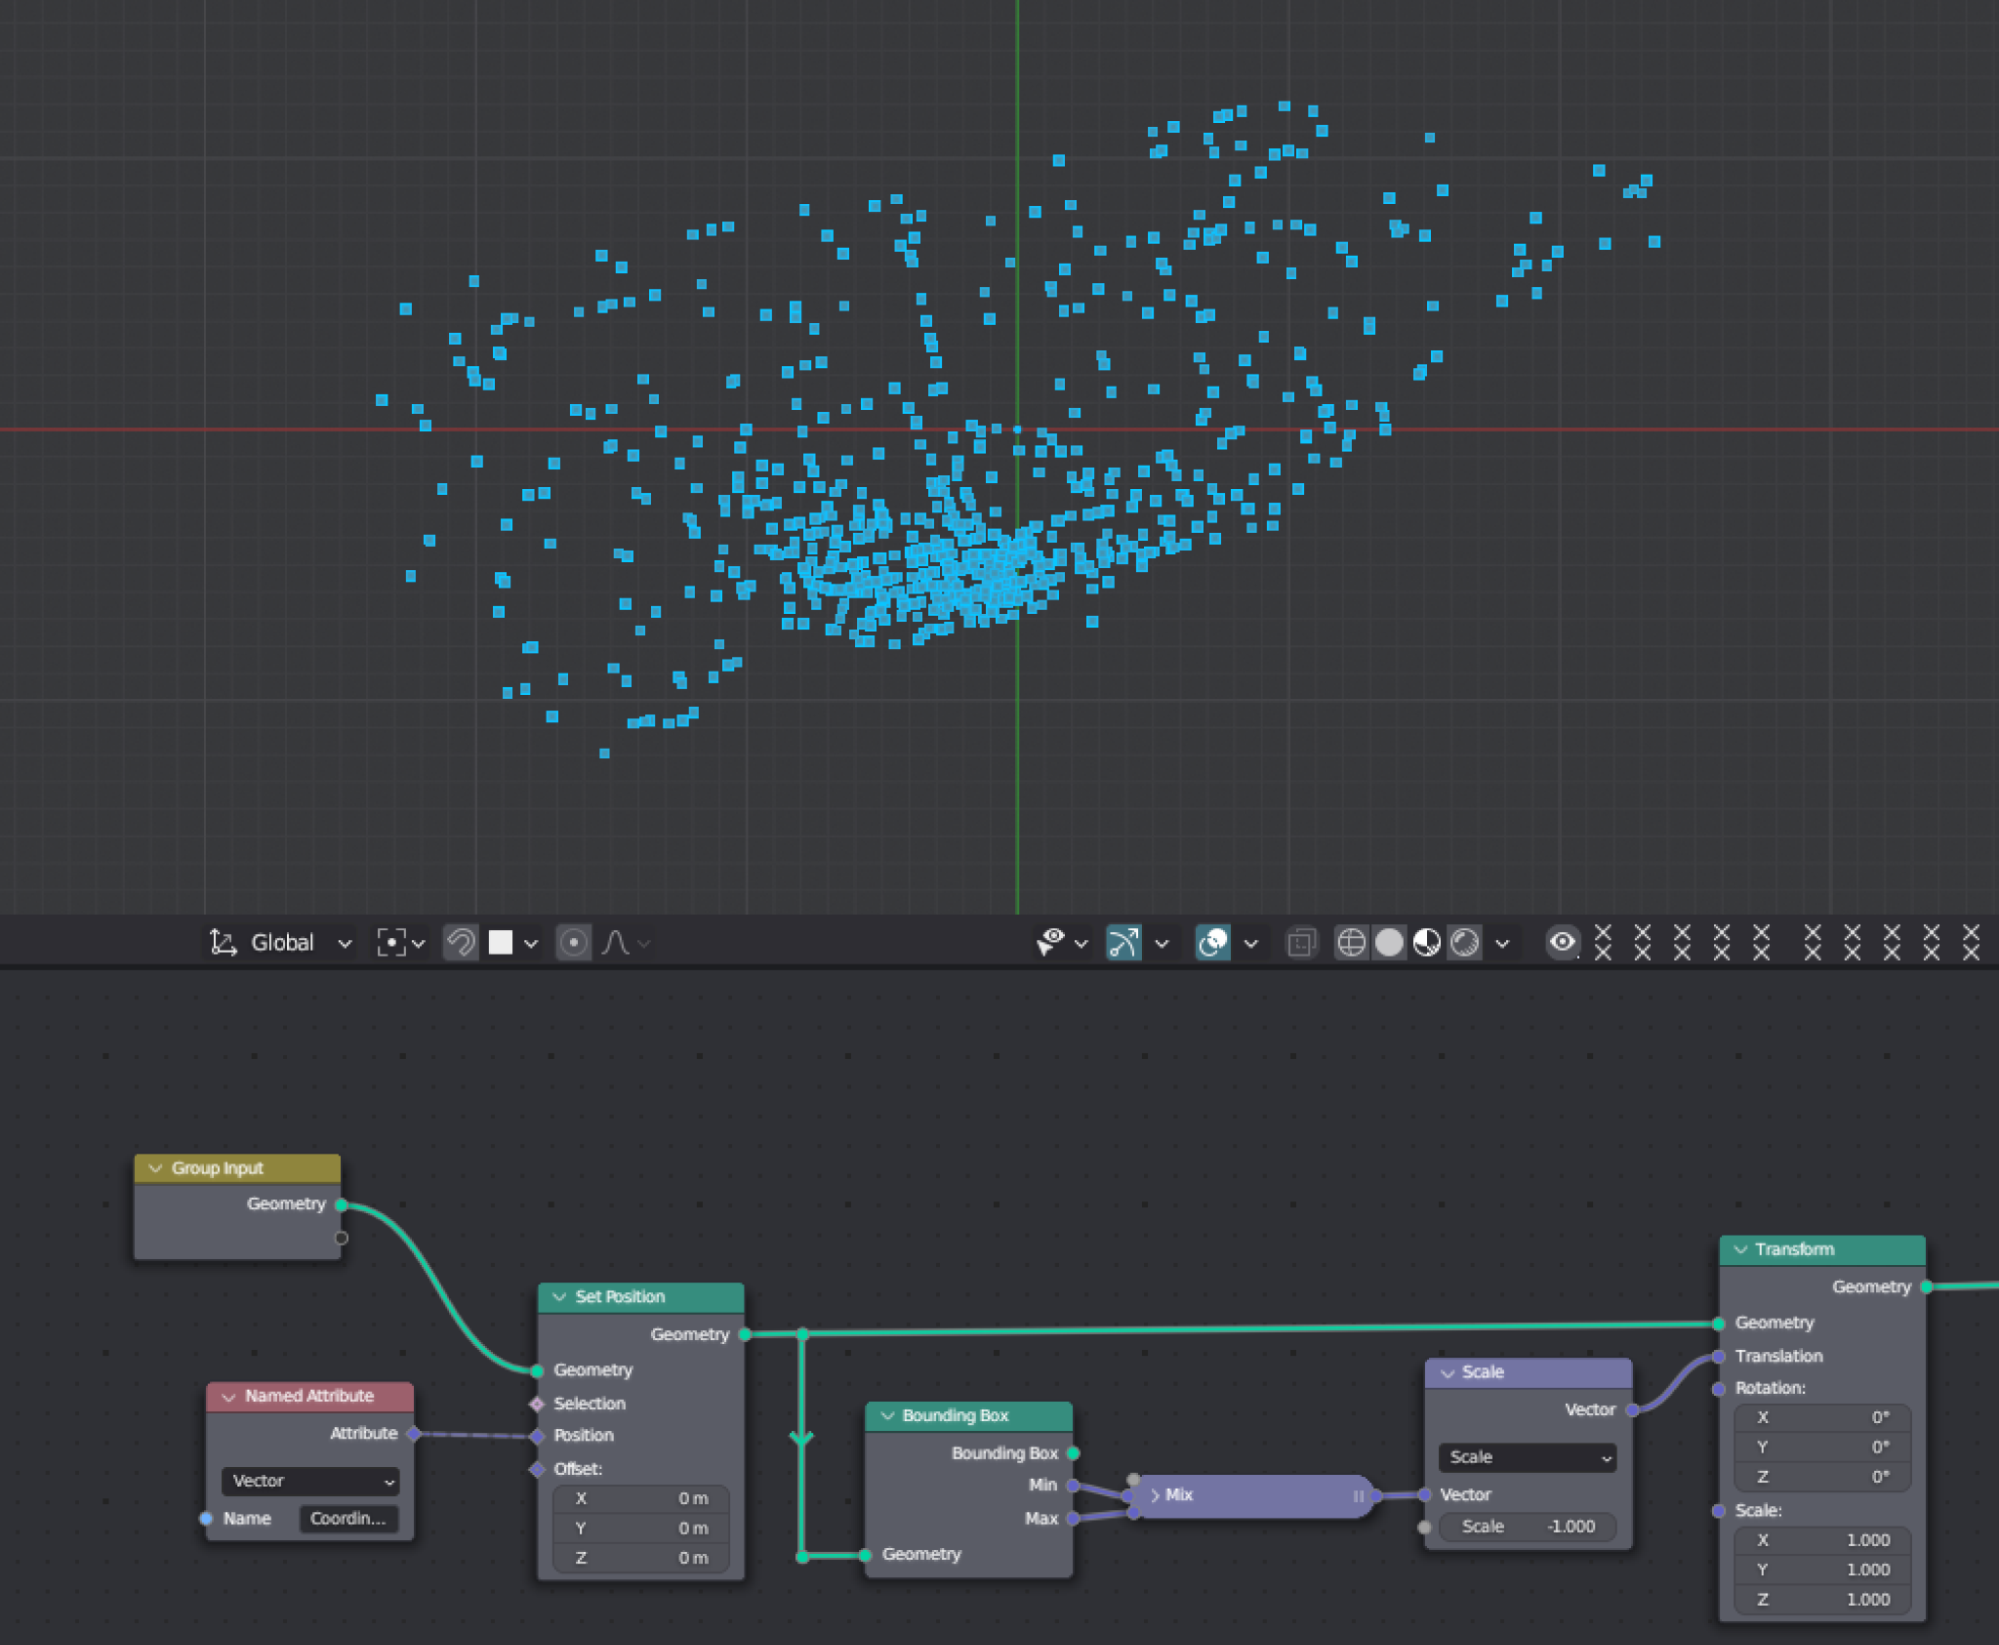 Global
Group Input
Geometry
Named Attribute
Attribute
Vector
Name Coordin...
Set Position
Geometry
Geometry
Selection
Position
Offset:
X 0 m
Y 0 m
Z 0 m
Bounding Box
Bounding Box
Min
Max
Geometry
Mix
Scale
Vector
Scale
Vector
Scale -1.000
Transform
Geometry
Geometry
Translation
Rotation:
X 0°
Y 0°
Z 0°
Scale:
X 1.000
Y 1.000
Z 1.000